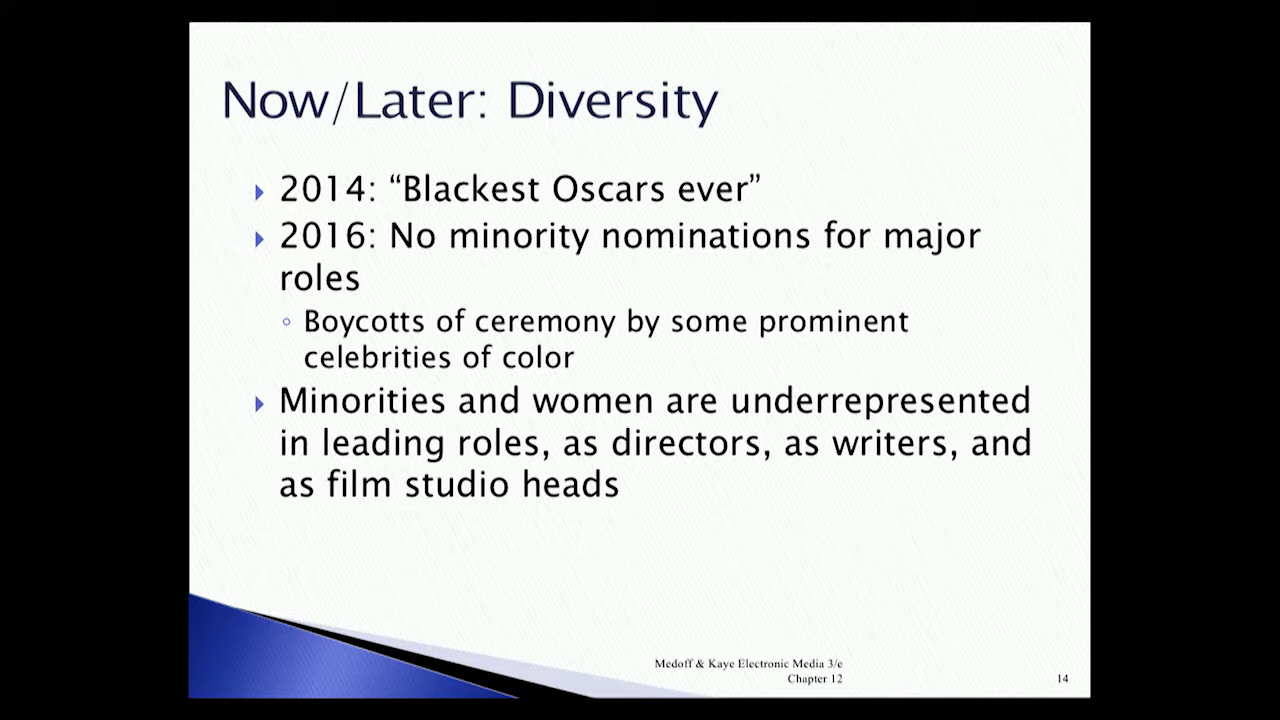 Now/Later: Diversity
2014: “Blackest Oscars ever”
2016: No minority nominations for major
roles
Boycotts of ceremony by some prominent
celebrities of color
Minorities and women are underrepresented
in leading roles, as directors, as writers, and
as film studio heads
Medoff & Kaye Electronic Media 3/e
Chapter 12
14